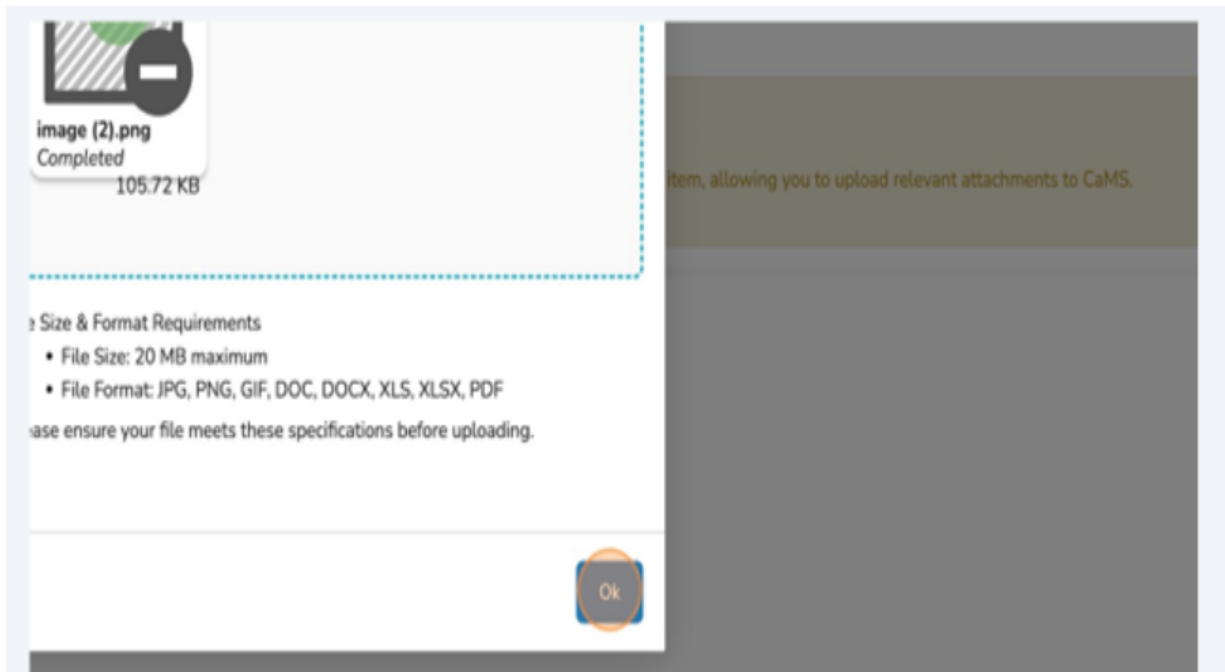 image (2).png
Completed
105.72 KB
item, allowing you to upload relevant attachments to CaMS.
e Size & Format Requirements
• File Size: 20 MB maximum
• File Format: JPG, PNG, GIF, DOC, DOCX, XLS, XLSX, PDF
ease ensure your file meets these specifications before uploading.
Ok